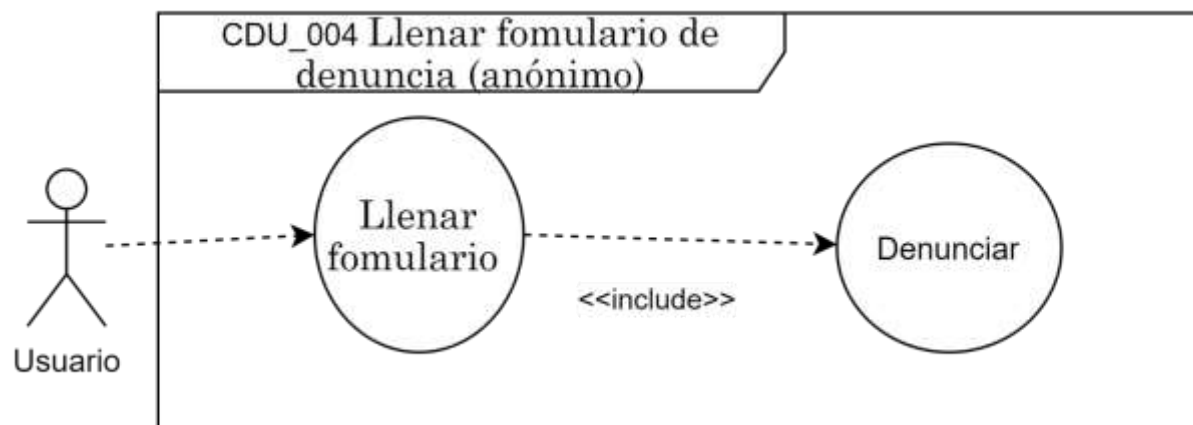 CDU_004 Llenar fomulario de
denuncia (anónimo)
Llenar
fomulario
Denunciar
<<include>>
Usuario